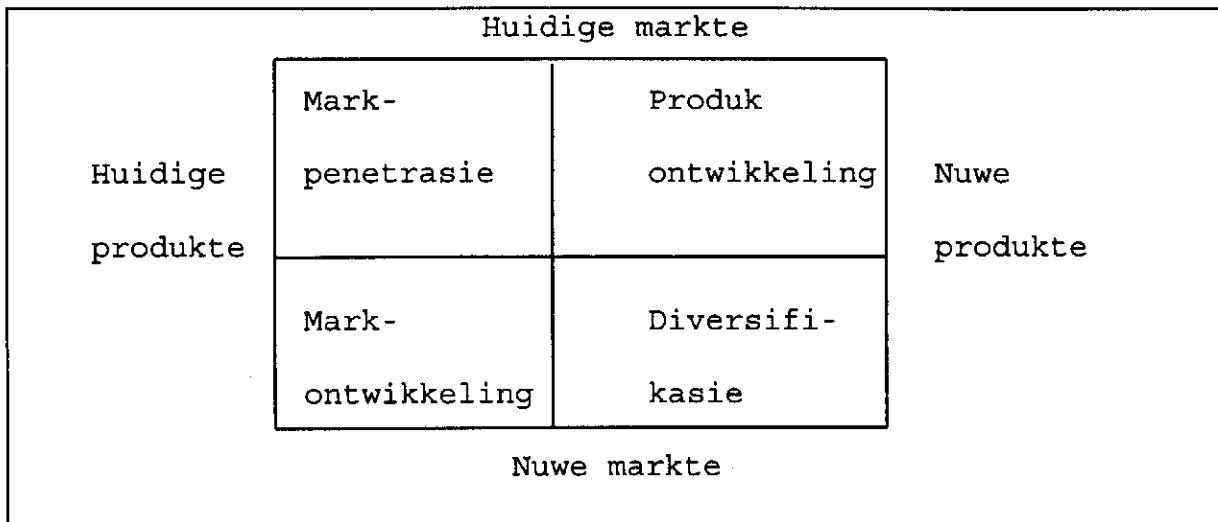 Huidige markte
Mark- Produk
Huidige penetrasie ontwikkeling Nuwe
produkte produkte
Mark- Diversifi-
ontwikkeling kasie
Nuwe markte